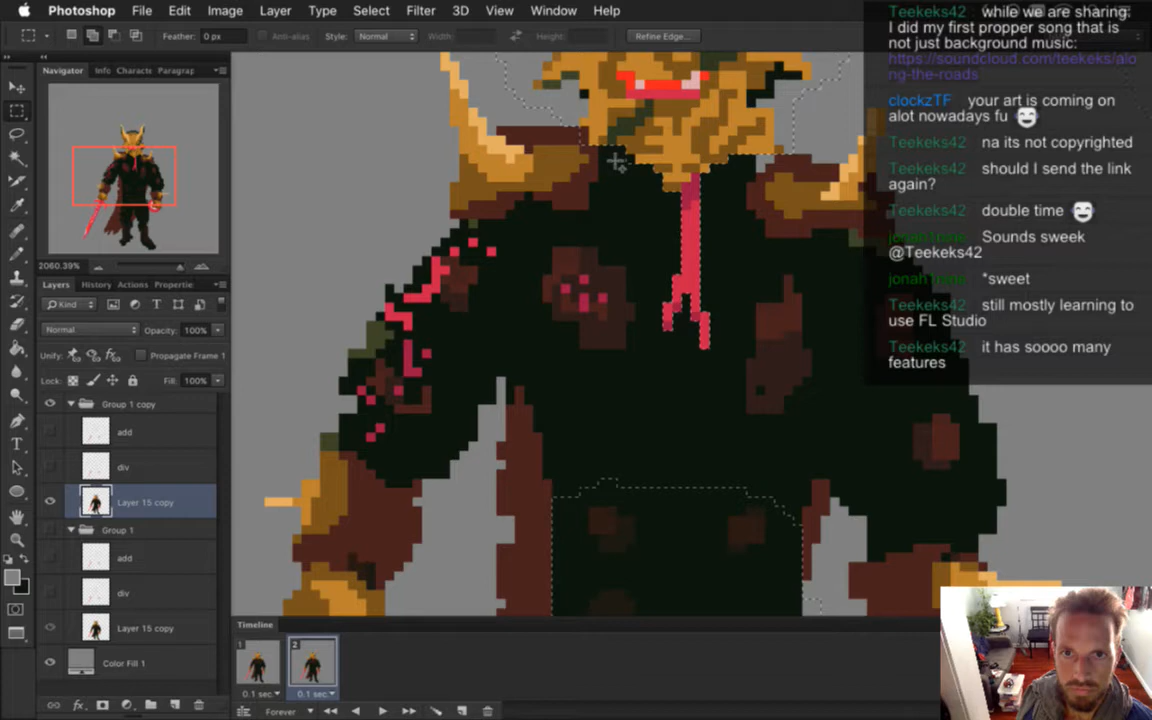 Photoshop File Edit Image Layer Type Select Filter 3D View Window Help
Feather: 0 px Anti-alias Style: Normal Width: Height: Refine Edge...
Navigator Info Charact Paragrap
2060.39%
Layers History Actions Propertie
Kind
Normal Opacity: 100%
Unify: Propagate Frame 1
Lock: Fill: 100%
Group 1 copy
add
div
Layer 15 copy
Group 1
add
div
Layer 15 copy
Color Fill 1
Timeline
1 2
0.1 sec. 0.1 sec.
Forever
Teekeks42 while we are sharing,
I did my first propper song that is
not just background music:
https://soundcloud.com/teekeks/alo
ng-the-roads
clockzTF your art is coming on
alot nowadays fu
Teekeks42 na its not copyrighted
Teekeks42 should I send the link
again?
Teekeks42 double time
Sounds sweek
@Teekeks42
*sweet
Teekeks42 still mostly learning to
use FL Studio
Teekeks42 it has soooo many
features